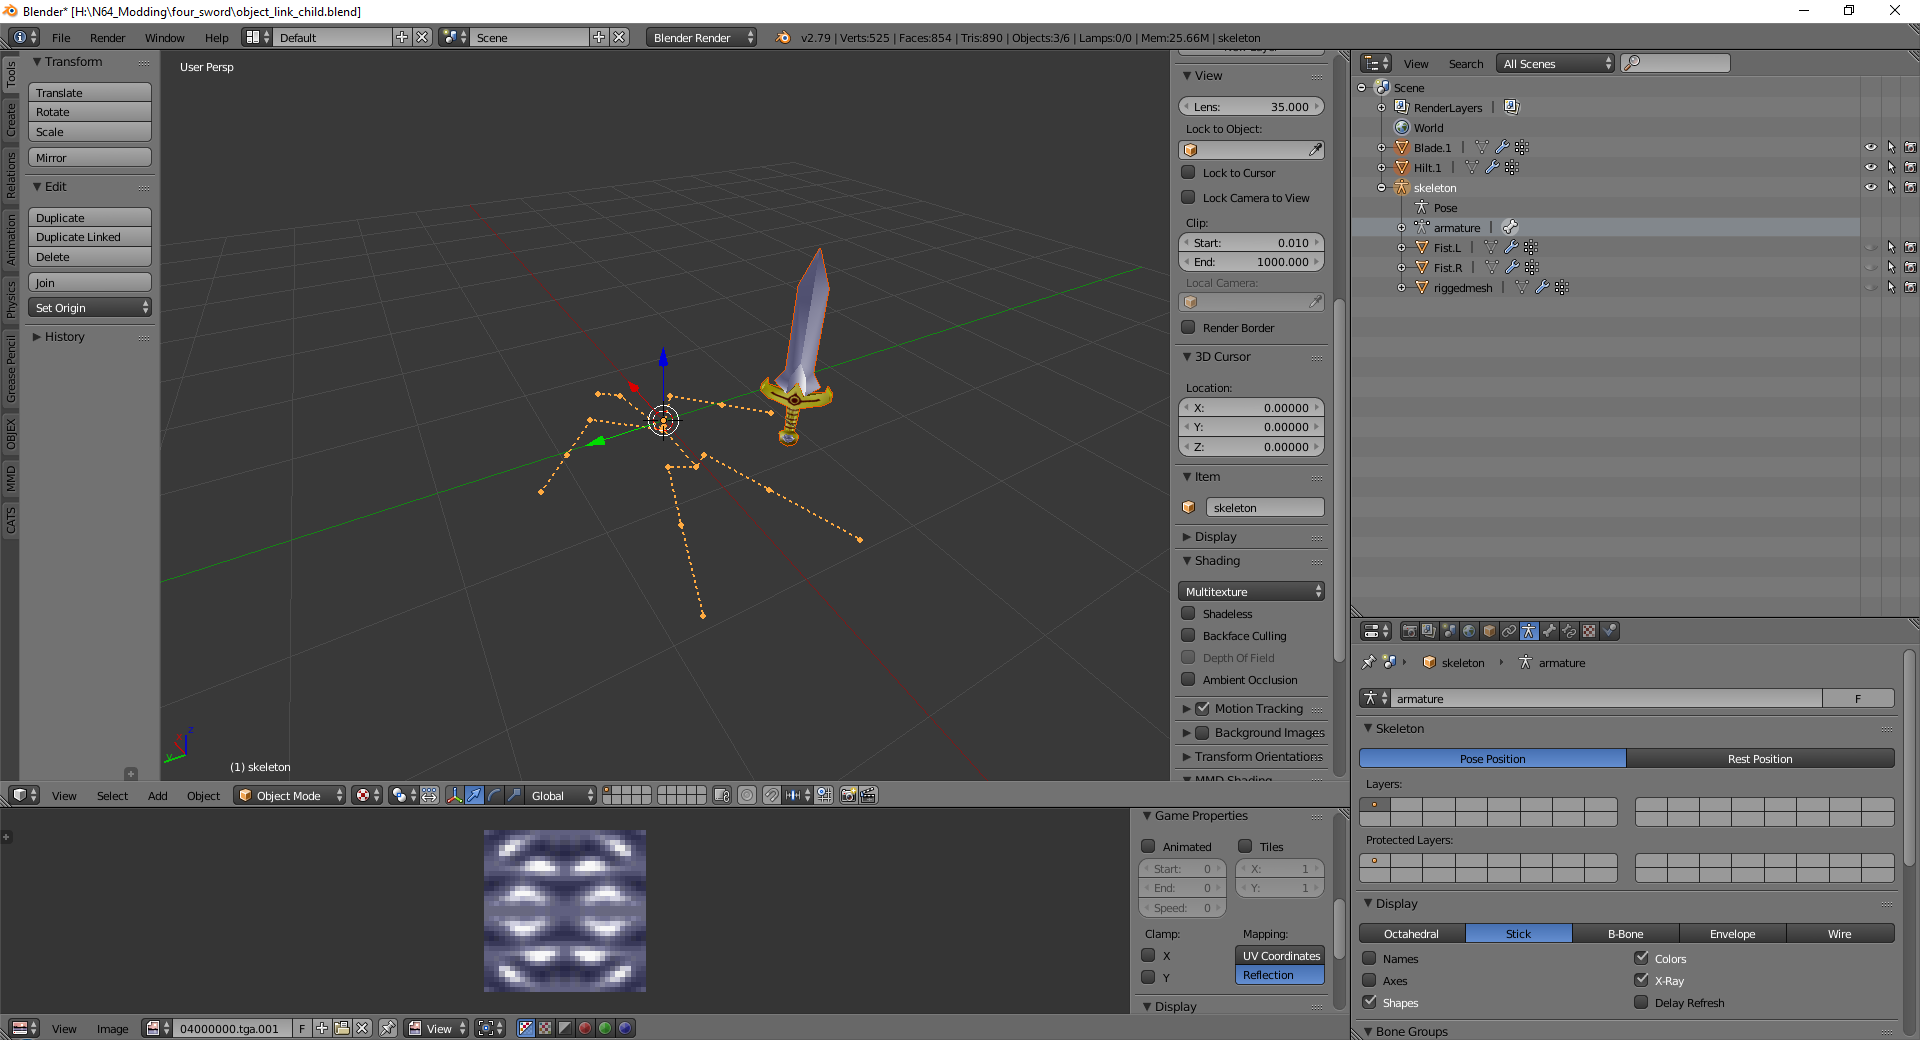 Blender* [H:\N64_Modding\four_sword\object_link_child.blend]
File Render Window Help Default Scene Blender Render v2.79 | Verts:525 | Faces:854 | Tris:890 | Objects:3/6 | Lamps:0/0 | Mem:25.66M | skeleton
Tools
Create
Relations
Animation
Physics
Grease Pencil
OBJEX
MMD
CATS
Transform
Translate
Rotate
Scale
Mirror
Edit
Duplicate
Duplicate Linked
Delete
Join
Set Origin
History
User Persp
(1) skeleton
z
y
View
Lens: 35.000
Lock to Object:
Lock to Cursor
Lock Camera to View
Clip:
Start: 0.010
End: 1000.000
Local Camera:
Render Border
3D Cursor
Location:
X: 0.00000
Y: 0.00000
Z: 0.00000
Item
skeleton
Display
Shading
Multitexture
Shadeless
Backface Culling
Depth Of Field
Ambient Occlusion
Motion Tracking
Background Images
Transform Orientations
MMD Shading
View Select Add Object Object Mode Global
Game Properties
Animated Tiles
Start: 0 X: 1
End: 0 Y: 1
Speed: 0
Clamp: Mapping:
X UV Coordinates
Y Reflection
Display
View Image 04000000.tga.001 F View
View Search All Scenes
Scene
RenderLayers
World
Blade.1
Hilt.1
skeleton
Pose
armature
Fist.L
Fist.R
riggedmesh
skeleton armature
armature F
Skeleton
Pose Position Rest Position
Layers:
Protected Layers:
Display
Octahedral Stick B-Bone Envelope Wire
Names Colors
Axes X-Ray
Shapes Delay Refresh
Bone Groups